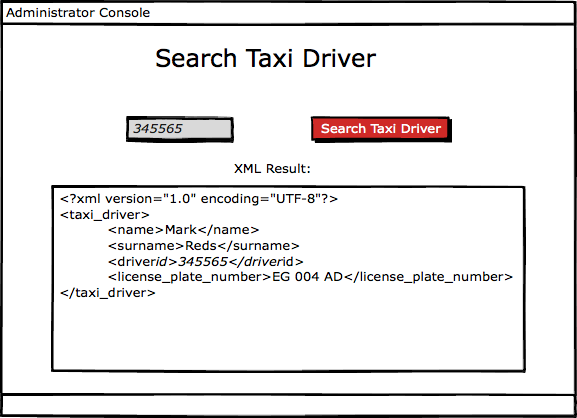 Administrator Console
Search Taxi Driver
345565
Search Taxi Driver
XML Result:
<?xml version="1.0" encoding="UTF-8"?>
<taxi_driver>
<name>Mark</name>
<surname>Reds</surname>
<driverid>345565</driverid>
<license_plate_number>EG 004 AD</license_plate_number>
</taxi_driver>